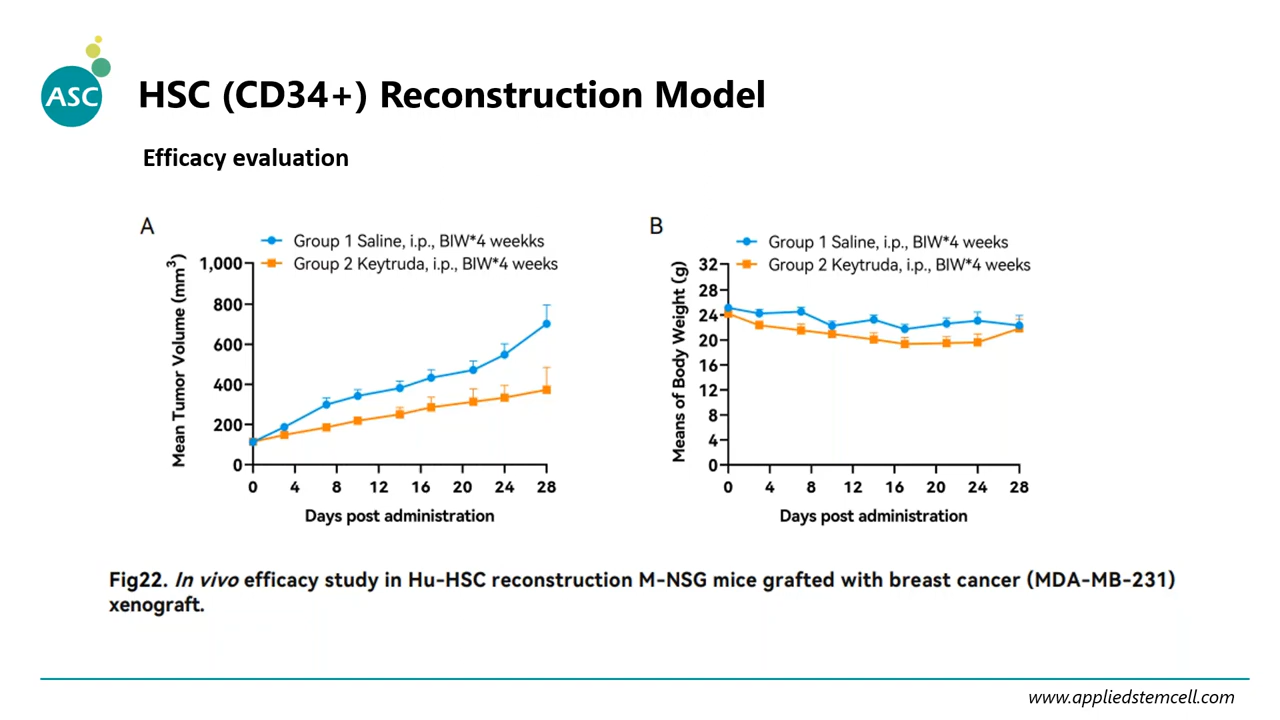 ASC
HSC (CD34+) Reconstruction Model
Efficacy evaluation
A
Group 1 Saline, i.p., BIW*4 weekks
Group 2 Keytruda, i.p., BIW*4 weeks
Mean Tumor Volume (mm³)
1,000
800
600
400
200
0
0 4 8 12 16 20 24 28
Days post administration
B
Group 1 Saline, i.p., BIW*4 weeks
Group 2 Keytruda, i.p., BIW*4 weeks
Means of Body Weight (g)
32
28
24
20
16
12
8
4
0
0 4 8 12 16 20 24 28
Days post administration
Fig22. In vivo efficacy study in Hu-HSC reconstruction M-NSG mice grafted with breast cancer (MDA-MB-231)
xenograft.
www.appliedstemcell.com